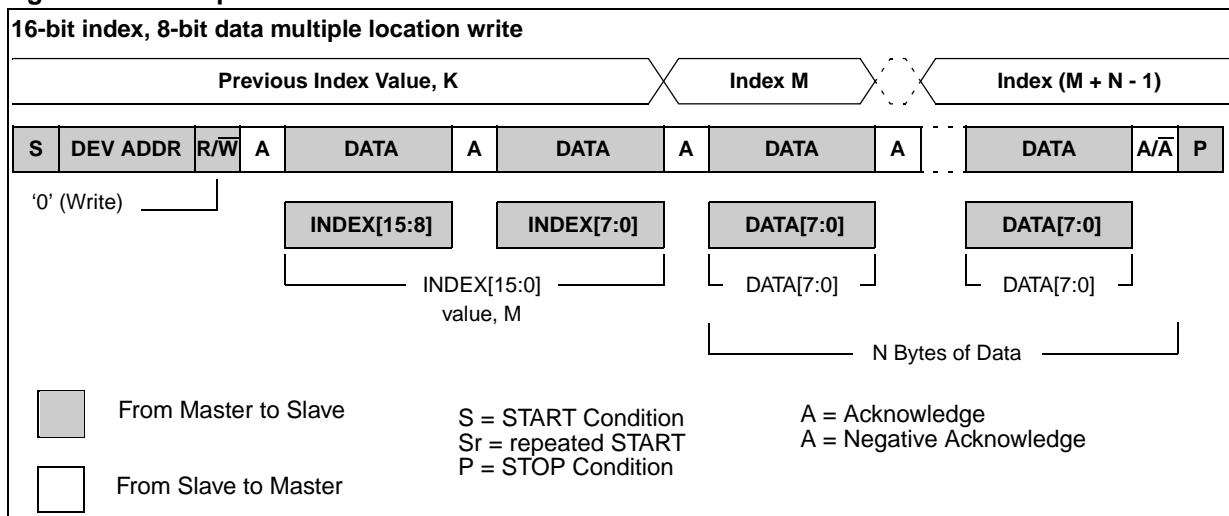 16-bit index, 8-bit data multiple location write
Previous Index Value, K Index M Index (M + N - 1)
S DEV ADDR R/W̅ A DATA A DATA A DATA A DATA A/A̅ P
‘0’ (Write)
INDEX[15:8] INDEX[7:0] DATA[7:0] DATA[7:0]
INDEX[15:0] DATA[7:0] DATA[7:0]
value, M
N Bytes of Data
From Master to Slave
S = START Condition
Sr = repeated START
P = STOP Condition
A = Acknowledge
A = Negative Acknowledge
From Slave to Master